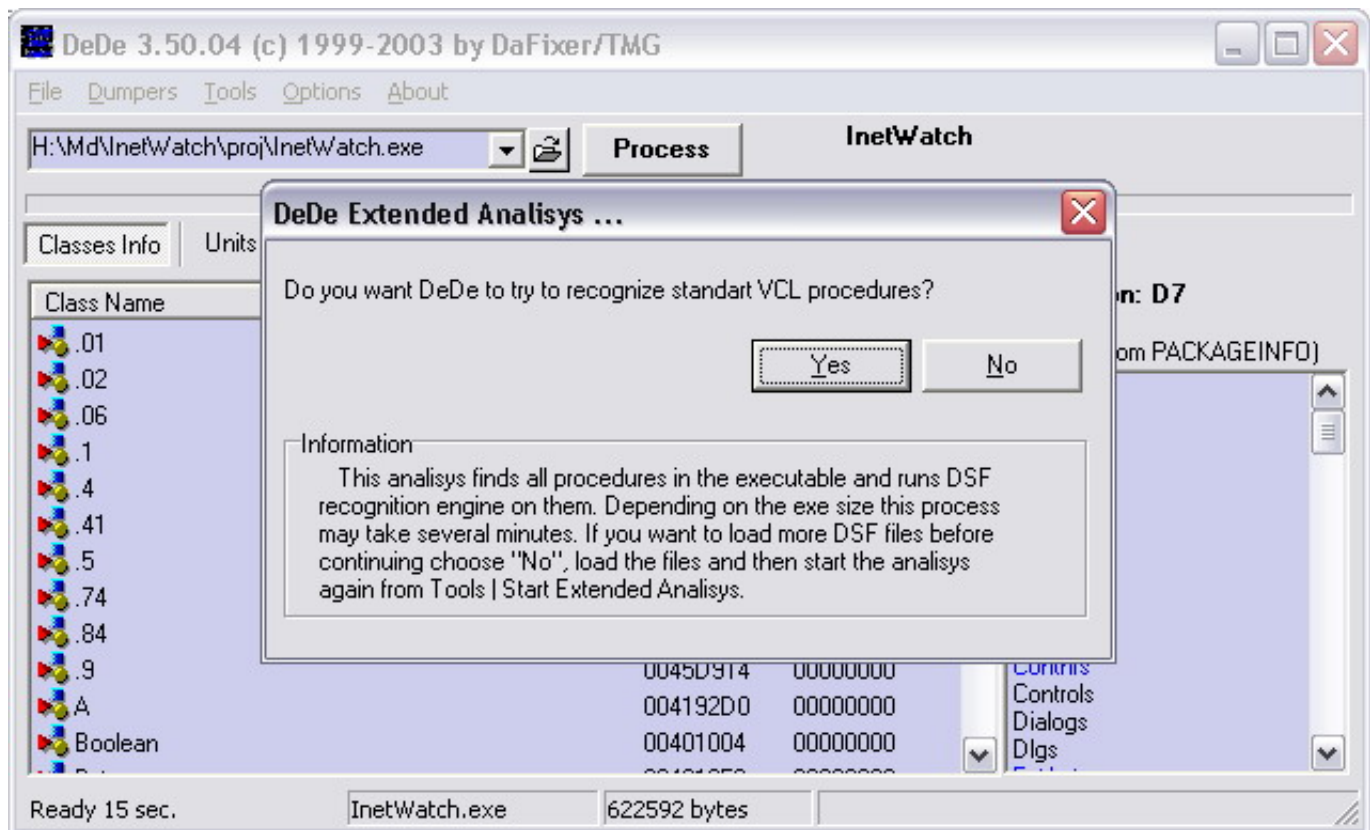 DeDe 3.50.04 (c) 1999-2003 by DaFixer/TMG
File Dumpers Tools Options About
H:\Md\InetWatch\proj\InetWatch.exe
Process
InetWatch
DeDe Extended Analisys ...
Classes Info
Units
Do you want DeDe to try to recognize standart VCL procedures?
Yes
No
Information
This analisys finds all procedures in the executable and runs DSF
recognition engine on them. Depending on the exe size this process
may take several minutes. If you want to load more DSF files before
continuing choose "No", load the files and then start the analisys
again from Tools | Start Extended Analisys.
Class Name
.01
.02
.06
.1
.4
.41
.5
.74
.84
.9 0045D914 00000000
A 004192D0 00000000
Boolean 00401004 00000000
: D7
PACKAGEINFO)
Controls
Dialogs
Dlgs
Ready 15 sec.
InetWatch.exe
622592 bytes